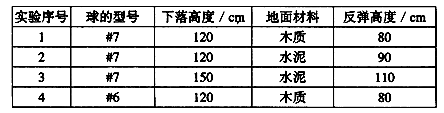 实验序号 球的型号 下落高度/cm 地面材料 反弹高度/cm
1 #7 120 木质 80
2 #7 120 水泥 90
3 #7 150 水泥 110
4 #6 120 木质 80